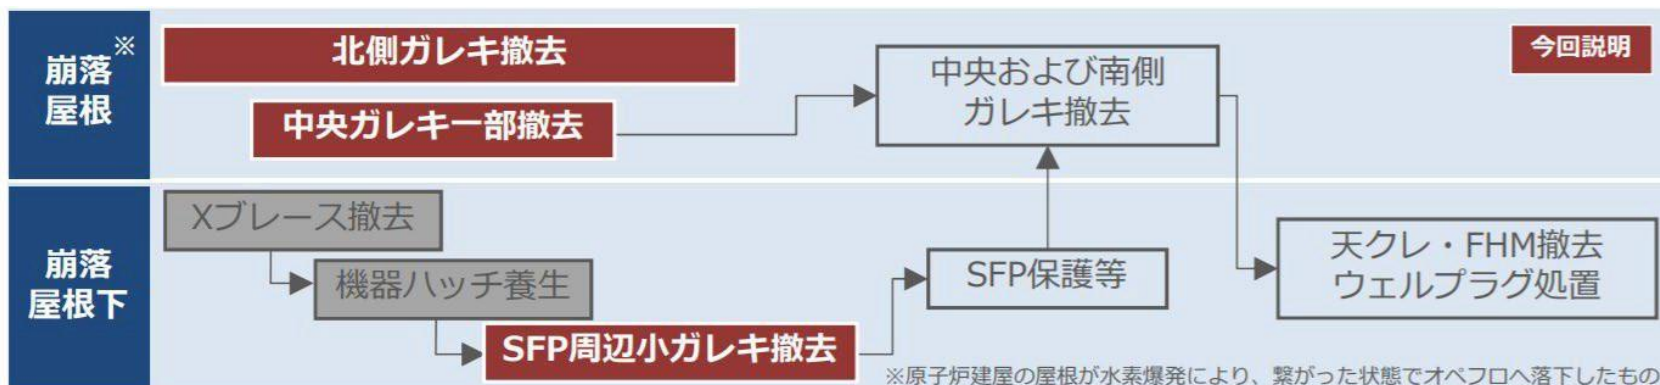 崩落※
屋根
北側ガレキ撤去
中央ガレキ一部撤去
中央および南側
ガレキ撤去
今回説明
崩落
屋根下
Xブレース撤去
機器ハッチ養生
SFP周辺小ガレキ撤去
SFP保護等
天クレ・FHM撤去
ウェルプラグ処置
※原子炉建屋の屋根が水素爆発により、繋がった状態でオペフロへ落下したもの